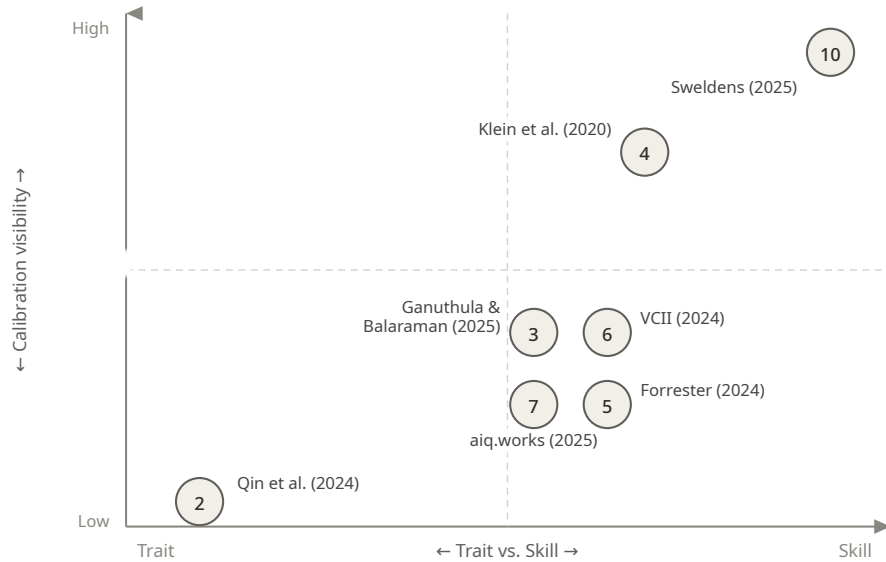 High
10
Sweldens (2025)
Klein et al. (2020)
4
← Calibration visibility →
Ganuthula &
Balaraman (2025)
3
6
VCII (2024)
7
5
Forrester (2024)
aiq.works (2025)
Qin et al. (2024)
2
Low
Trait
← Trait vs. Skill →
Skill